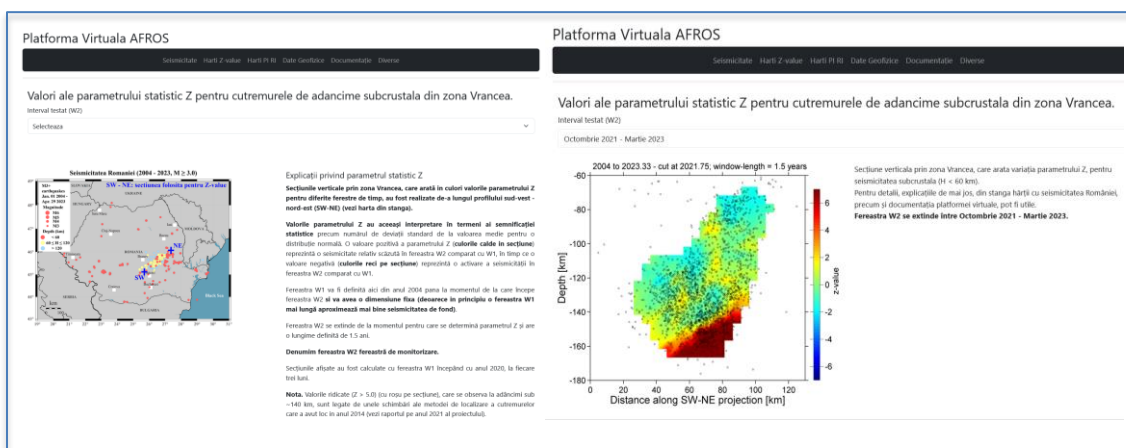 Platforma Virtuala AFROS
Seismicitate Harti Z-value Harti PI RI Date Geofizice Documentatie Diverse
Valori ale parametrului statistic Z pentru cutremurele de adancime subcrustala din zona Vrancea.
Interval testat (W2)
Selecteaza
Seismicitatea Romaniei (2004 - 2023, M ≥ 3.0)
SW - NE: sectiunea folosita pentru Z-value
Magnitude
Depth (km)
NE
SW
Black Sea
Explicații privind parametrul statistic Z
Secțiunile verticale prin zona Vrancea, care arată in culori valorile parametrului Z
pentru diferite ferestre de timp, au fost realizate de-a lungul profilului sud-vest -
nord-est (SW-NE) (vezi harta din stanga).
Valorile parametrului Z au aceeași interpretare in termeni ai semnificației
statistice precum numărul de deviații standard de la valoarea medie pentru o
distribuție normală. O valoare pozitivă a parametrului Z (culorile calde in secțiune)
reprezintă o seismicitate relativ scăzută în fereastra W2 comparat cu W1, în timp ce o
valoare negativă (culorile reci pe secțiune) reprezintă o activare a seismicității în
fereastra W2 comparat cu W1.
Fereastra W1 va fi definită aici din anul 2004 pana la momentul de la care începe
fereastra W2 si va avea o dimensiune fixa (deoarece in principiu o fereastra W1
mai lungă aproximează mai bine seismicitatea de fond).
Fereastra W2 se extinde de la momentul pentru care se determină parametrul Z și are
o lungime definită de 1.5 ani.
Denumim fereastra W2 fereastră de monitorizare.
Secțiunile afișate au fost calculate cu fereastra W1 începând cu anul 2020, la fiecare
trei luni.
Nota. Valorile ridicate (Z > 5.0) (cu roșu pe secțiune), care se observa la adâncimi sub
~140 km, sunt legate de unele schimbări ale metodei de localizare a cutremurelor
care a avut loc in anul 2014 (vezi raportul pe anul 2021 al proiectului).
Platforma Virtuala AFROS
Seismicitate Harti Z-value Harti PI RI Date Geofizice Documentatie Diverse
Valori ale parametrului statistic Z pentru cutremurele de adancime subcrustala din zona Vrancea.
Interval testat (W2)
Octombrie 2021 - Martie 2023
2004 to 2023.33 - cut at 2021.75; window-length = 1.5 years
-60
-80
-100
-120
-140
-160
-180
Depth [km]
0 20 40 60 80 100 120
Distance along SW-NE projection [km]
6
4
2
0
-2
-4
-6
z-value
Secțiune verticala prin zona Vrancea, care arata variația parametrului Z, pentru
seismicitatea subcrustală (H < 60 km).
Pentru detalii, explicațiile de mai jos, din stanga hărții cu seismicitatea României,
precum și documentația platformei virtuale, pot fi utile.
Fereastra W2 se extinde între Octombrie 2021 - Martie 2023.